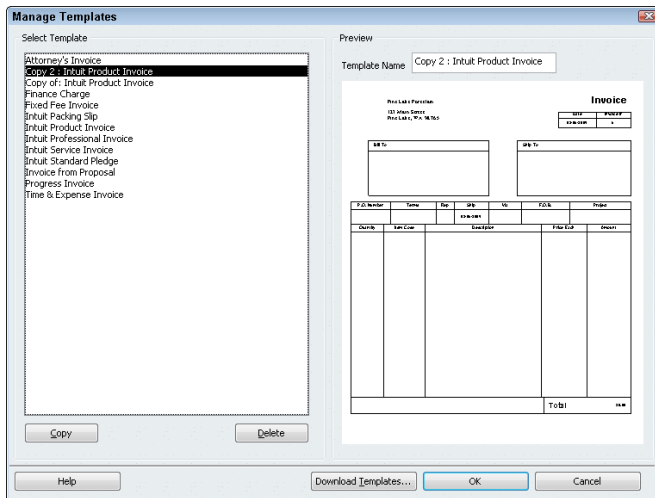 Manage Templates
Select Template
Attorney's Invoice
Copy 2 : Intuit Product Invoice
Copy of: Intuit Product Invoice
Finance Charge
Fixed Fee Invoice
Intuit Packing Slip
Intuit Product Invoice
Intuit Professional Invoice
Intuit Service Invoice
Intuit Standard Pledge
Invoice from Proposal
Progress Invoice
Time & Expense Invoice
Copy
Delete
Preview
Template Name
Copy 2 : Intuit Product Invoice
Invoice
Bill To
Ship To
P.O. Number Terms Rep Ship Via F.O.B. Project
Quantity Item Code Description Price Each Amount
Total
Help
Download Templates...
OK
Cancel